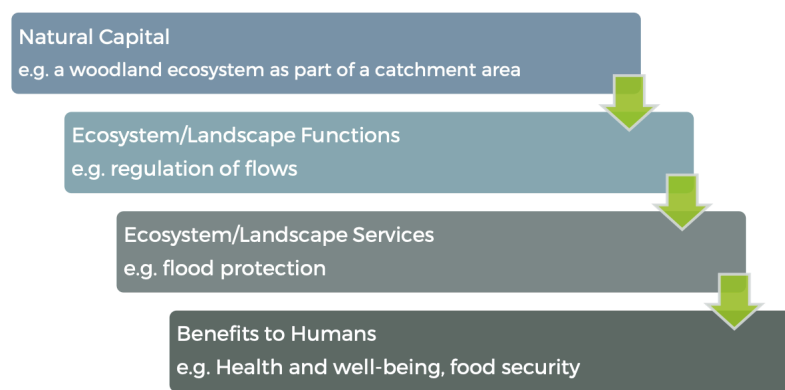 Natural Capital
e.g. a woodland ecosystem as part of a catchment area
Ecosystem/Landscape Functions
e.g. regulation of flows
Ecosystem/Landscape Services
e.g. flood protection
Benefits to Humans
e.g. Health and well-being, food security